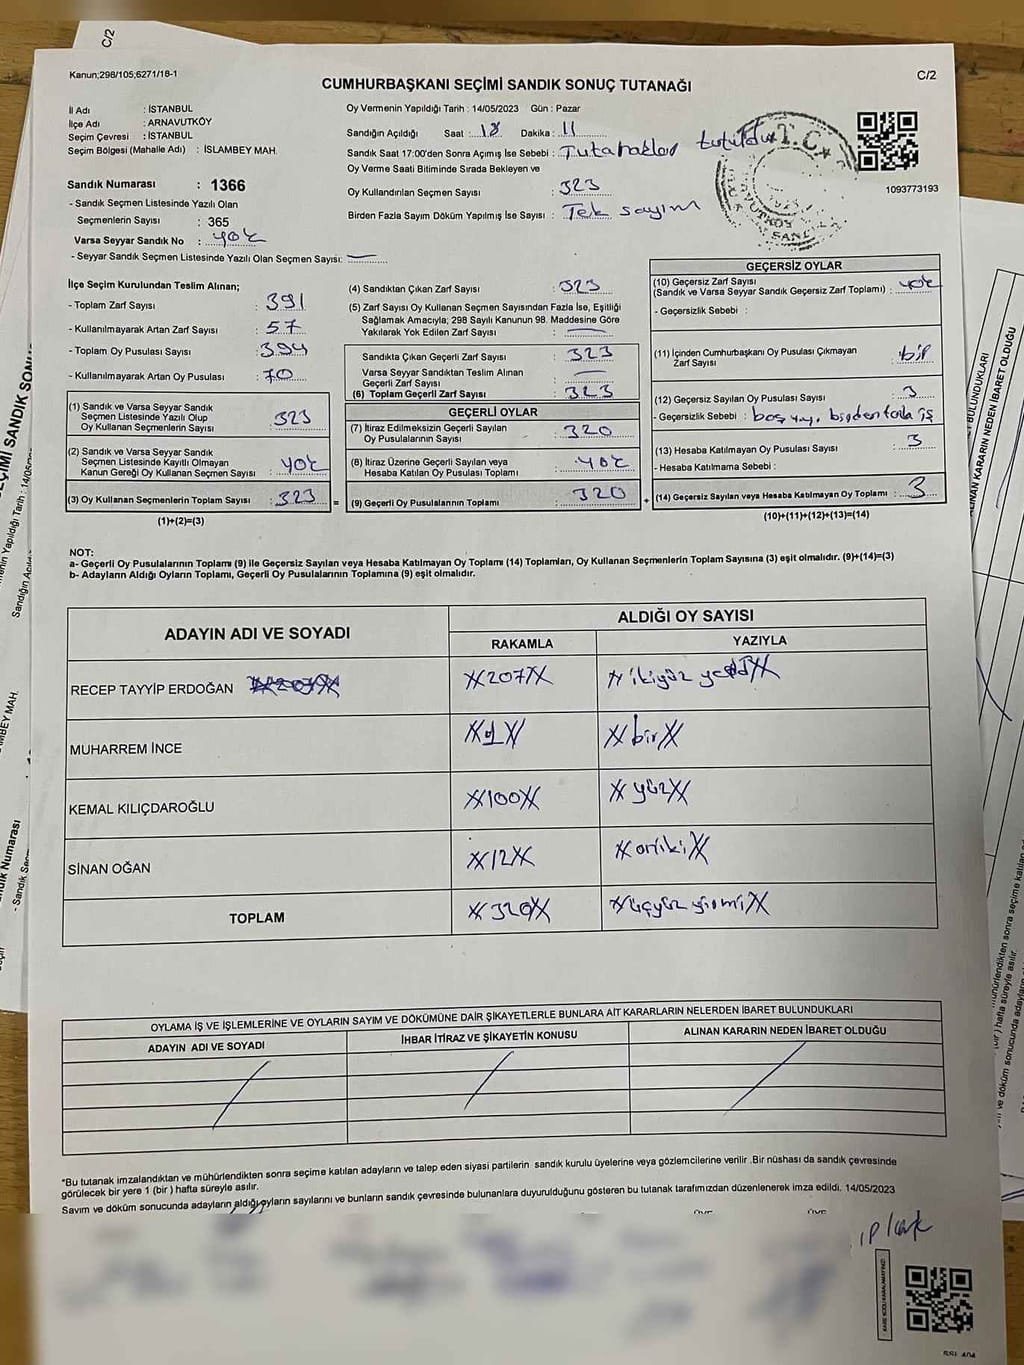 C/2
Kanun;298/105;6271/18-1
C/2
CUMHURBAŞKANI SEÇİMİ SANDIK SONUÇ TUTANAĞI
İl Adı : İSTANBUL
İlçe Adı : ARNAVUTKÖY
Seçim Çevresi : İSTANBUL
Seçim Bölgesi (Mahalle Adı) : İSLAMBEY MAH.
Oy Vermenin Yapıldığı Tarih : 14/05/2023 Gün : Pazar
Sandığın Açıldığı Saat : 18 Dakika : 11
Sandık Saat 17:00'den Sonra Açılmış İse Sebebi : Tutanaklar tutuldu
Oy Verme Saati Bitiminde Sırada Bekleyen ve
Oy Kullandırılan Seçmen Sayısı : 323
Birden Fazla Sayım Döküm Yapılmış İse Sayısı : Tek sayım
T.C.
1093773193
Sandık Numarası : 1366
- Sandık Seçmen Listesinde Yazılı Olan
Seçmenlerin Sayısı : 365
Varsa Seyyar Sandık No : yok
- Seyyar Sandık Seçmen Listesinde Yazılı Olan Seçmen Sayısı: —
İlçe Seçim Kurulundan Teslim Alınan;
- Toplam Zarf Sayısı : 391
- Kullanılmayarak Artan Zarf Sayısı : 57
- Toplam Oy Pusulası Sayısı : 394
- Kullanılmayarak Artan Oy Pusulası : 70
(1) Sandık ve Varsa Seyyar Sandık
Seçmen Listesinde Yazılı Olup
Oy Kullanan Seçmenlerin Sayısı : 323
(2) Sandık ve Varsa Seyyar Sandık
Seçmen Listesinde Kayıtlı Olmayan
Kanun Gereği Oy Kullanan Seçmen Sayısı : yok
(3) Oy Kullanan Seçmenlerin Toplam Sayısı : 323 =
(1)+(2)=(3)
(4) Sandıktan Çıkan Zarf Sayısı : 323
(5) Zarf Sayısı Oy Kullanan Seçmen Sayısından Fazla İse, Eşitliği
Sağlamak Amacıyla; 298 Sayılı Kanunun 98. Maddesine Göre
Yakılarak Yok Edilen Zarf Sayısı : —
Sandıkta Çıkan Geçerli Zarf Sayısı : 323
Varsa Seyyar Sandıktan Teslim Alınan
Geçerli Zarf Sayısı : —
(6) Toplam Geçerli Zarf Sayısı : 323
GEÇERLİ OYLAR
(7) İtiraz Edilmeksizin Geçerli Sayılan
Oy Pusulalarının Sayısı : 320
(8) İtiraz Üzerine Geçerli Sayılan veya
Hesaba Katılan Oy Pusulası Toplamı : yok
(9) Geçerli Oy Pusulalarının Toplamı : 320 +
GEÇERSİZ OYLAR
(10) Geçersiz Zarf Sayısı
(Sandık ve Varsa Seyyar Sandık Geçersiz Zarf Toplamı) : yok
- Geçersizlik Sebebi :
(11) İçinden Cumhurbaşkanı Oy Pusulası Çıkmayan
Zarf Sayısı : bir
(12) Geçersiz Sayılan Oy Pusulası Sayısı : 3
- Geçersizlik Sebebi : boş oy, birden fazla iş
(13) Hesaba Katılmayan Oy Pusulası Sayısı : 3
- Hesaba Katılmama Sebebi :
(14) Geçersiz Sayılan veya Hesaba Katılmayan Oy Toplamı : 3
(10)+(11)+(12)+(13)=(14)
NOT:
a- Geçerli Oy Pusulalarının Toplamı (9) ile Geçersiz Sayılan veya Hesaba Katılmayan Oy Toplamı (14) Toplamları, Oy Kullanan Seçmenlerin Toplam Sayısına (3) eşit olmalıdır. (9)+(14)=(3)
b- Adayların Aldığı Oyların Toplamı, Geçerli Oy Pusulalarının Toplamına (9) eşit olmalıdır.
ADAYIN ADI VE SOYADI
ALDIĞI OY SAYISI
RAKAMLA YAZIYLA
RECEP TAYYİP ERDOĞAN XX207XX XX ikiyüz yedi XX
MUHARREM İNCE XX1XX XX bir XX
KEMAL KILIÇDAROĞLU XX100XX XX yüz XX
SİNAN OĞAN XX12XX XX oniki XX
TOPLAM XX320XX XX üçyüz yirmi XX
OYLAMA İŞ VE İŞLEMLERİNE VE OYLARIN SAYIM VE DÖKÜMÜNE DAİR ŞİKAYETLERLE BUNLARA AİT KARARLARIN NELERDEN İBARET BULUNDUKLARI
ADAYIN ADI VE SOYADI
İHBAR İTİRAZ VE ŞİKAYETİN KONUSU
ALINAN KARARIN NEDEN İBARET OLDUĞU
*Bu tutanak imzalandıktan ve mühürlendikten sonra seçime katılan adayların ve talep eden siyasi partilerin sandık kurulu üyelerine veya gözlemcilerine verilir. Bir nüshası da sandık çevresinde
görülecek bir yere 1 (bir) hafta süreyle asılır.
Sayım ve döküm sonucunda adayların aldığı oyların sayılarını ve bunların sandık çevresinde bulunanlara duyurulduğunu gösteren bu tutanak tarafımızdan düzenlenerek imza edildi. 14/05/2023
ÜYE ÜYE